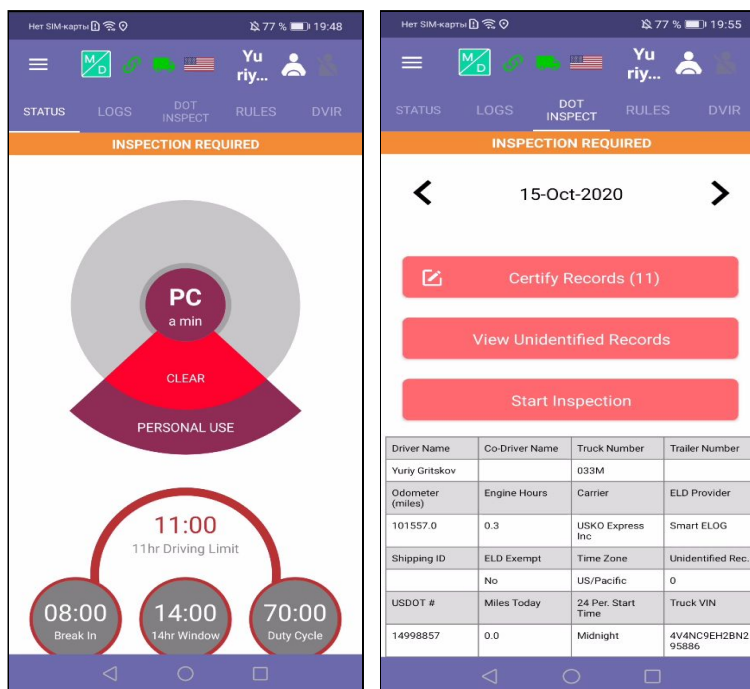 Нет SIM-карты 77 % 19:48
M/D Yu
riy...
STATUS LOGS DOT INSPECT RULES DVIR
INSPECTION REQUIRED
PC
a min
CLEAR
PERSONAL USE
11:00
11hr Driving Limit
08:00 14:00 70:00
Break In 14hr Window Duty Cycle
Нет SIM-карты 77 % 19:55
M/D Yu
riy...
STATUS LOGS DOT INSPECT RULES DVIR
INSPECTION REQUIRED
15-Oct-2020
Certify Records (11)
View Unidentified Records
Start Inspection
Driver Name Co-Driver Name Truck Number Trailer Number
Yuriy Gritskov 033M
Odometer (miles) Engine Hours Carrier ELD Provider
101557.0 0.3 USKO Express Inc Smart ELOG
Shipping ID ELD Exempt Time Zone Unidentified Rec.
No US/Pacific 0
USDOT # Miles Today 24 Per. Start Time Truck VIN
14998857 0.0 Midnight 4V4NC9EH2BN2
95886